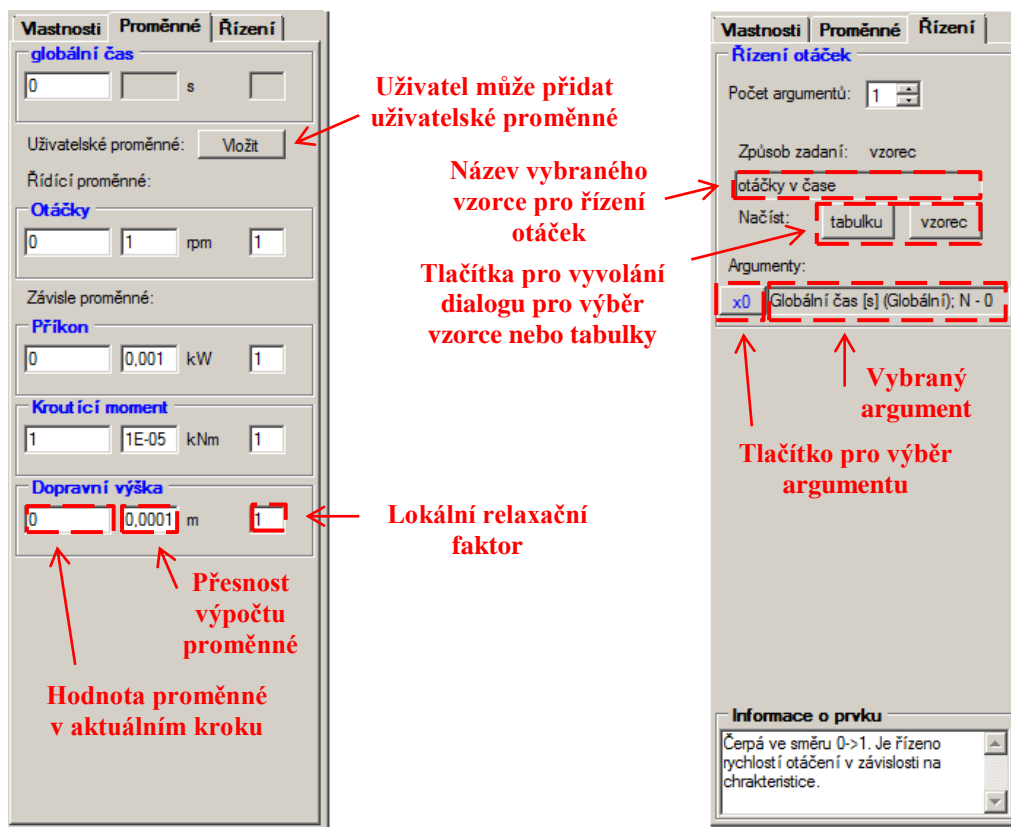 Vlastnosti Proměnné Řízení
globální čas
0 s
Uživatelské proměnné: Vložit
Řídící proměnné:
Otáčky
0 1 rpm 1
Závisle proměnné:
Příkon
0 0,001 kW 1
Kroutící moment
1 1E-05 kNm 1
Dopravní výška
0 0,0001 m 1
Uživatel může přidat
uživatelské proměnné
Název vybraného
vzorce pro řízení
otáček
Tlačítka pro vyvolání
dialogu pro výběr
vzorce nebo tabulky
Lokální relaxační
faktor
Přesnost
výpočtu
proměnné
Hodnota proměnné
v aktuálním kroku
Vlastnosti Proměnné Řízení
Řízení otáček
Počet argumentů: 1
Způsob zadaní: vzorec
otáčky v čase
Načíst: tabulku vzorec
Argumenty:
x0 Globální čas [s] (Globální); N - 0
Vybraný
argument
Tlačítko pro výběr
argumentu
Informace o prvku
Čerpá ve směru 0->1. Je řízeno
rychlostí otáčení v závislosti na
chrakteristice.